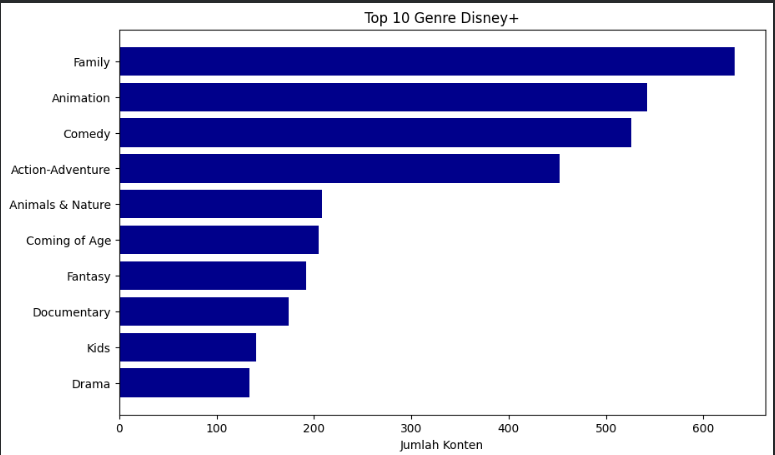 Top 10 Genre Disney+
Family
Animation
Comedy
Action-Adventure
Animals & Nature
Coming of Age
Fantasy
Documentary
Kids
Drama
0 100 200 300 400 500 600
Jumlah Konten